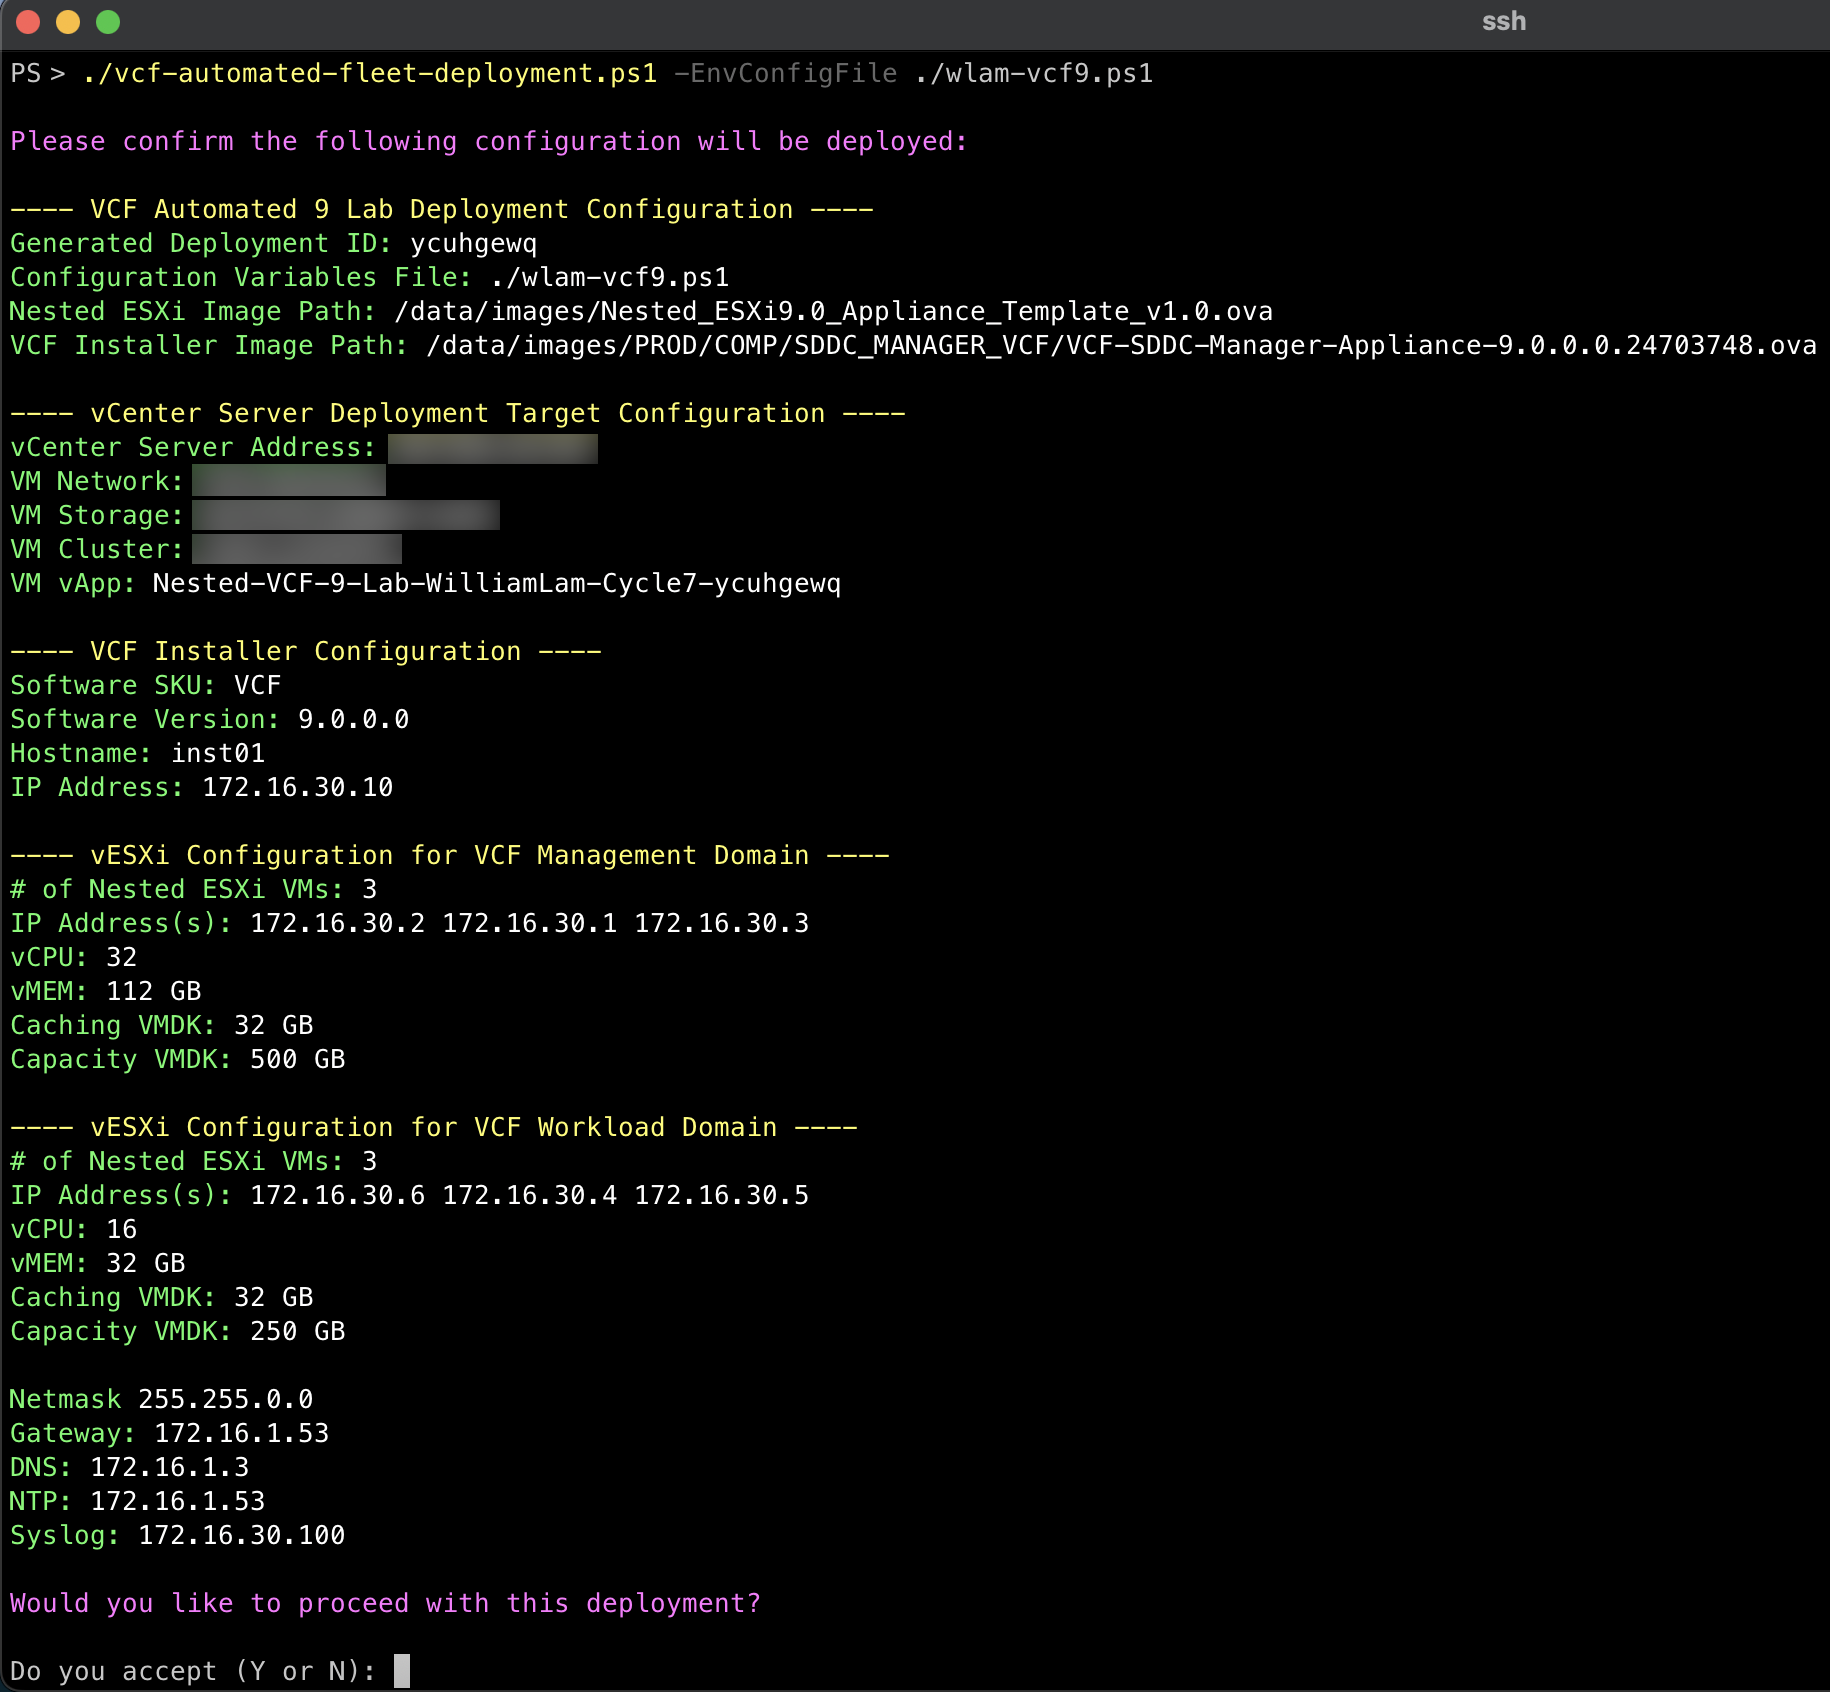 ssh
PS > ./vcf-automated-fleet-deployment.ps1 -EnvConfigFile ./wlam-vcf9.ps1
Please confirm the following configuration will be deployed:
---- VCF Automated 9 Lab Deployment Configuration ----
Generated Deployment ID: ycuhgewq
Configuration Variables File: ./wlam-vcf9.ps1
Nested ESXi Image Path: /data/images/Nested_ESXi9.0_Appliance_Template_v1.0.ova
VCF Installer Image Path: /data/images/PROD/COMP/SDDC_MANAGER_VCF/VCF-SDDC-Manager-Appliance-9.0.0.0.24703748.ova
---- vCenter Server Deployment Target Configuration ----
vCenter Server Address:
VM Network:
VM Storage:
VM Cluster:
VM vApp: Nested-VCF-9-Lab-WilliamLam-Cycle7-ycuhgewq
---- VCF Installer Configuration ----
Software SKU: VCF
Software Version: 9.0.0.0
Hostname: inst01
IP Address: 172.16.30.10
---- vESXi Configuration for VCF Management Domain ----
# of Nested ESXi VMs: 3
IP Address(s): 172.16.30.2 172.16.30.1 172.16.30.3
vCPU: 32
vMEM: 112 GB
Caching VMDK: 32 GB
Capacity VMDK: 500 GB
---- vESXi Configuration for VCF Workload Domain ----
# of Nested ESXi VMs: 3
IP Address(s): 172.16.30.6 172.16.30.4 172.16.30.5
vCPU: 16
vMEM: 32 GB
Caching VMDK: 32 GB
Capacity VMDK: 250 GB
Netmask 255.255.0.0
Gateway: 172.16.1.53
DNS: 172.16.1.3
NTP: 172.16.1.53
Syslog: 172.16.30.100
Would you like to proceed with this deployment?
Do you accept (Y or N):